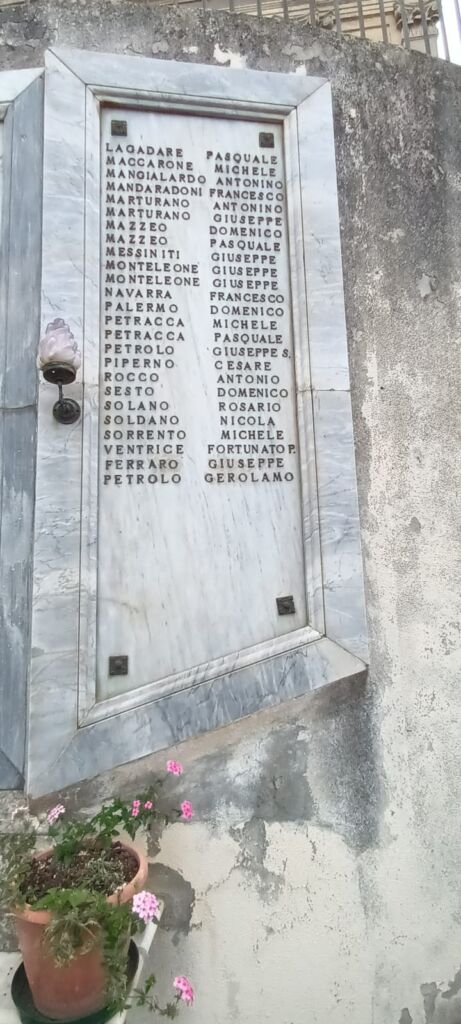 LAGADARE PASQUALE
MACCARONE MICHELE
MANGIALARDO ANTONINO
MANDARADONI FRANCESCO
MARTURANO ANTONINO
MARTURANO GIUSEPPE
MAZZEO DOMENICO
MAZZEO PASQUALE
MESSINITI GIUSEPPE
MONTELEONE GIUSEPPE
MONTELEONE GIUSEPPE
NAVARRA FRANCESCO
PALERMO DOMENICO
PETRACCA MICHELE
PETRACCA PASQUALE
PETROLO GIUSEPPE S.
PIPERNO CESARE
ROCCO ANTONIO
SESTO DOMENICO
SOLANO ROSARIO
SOLDANO NICOLA
SORRENTO MICHELE
VENTRICE FORTUNATO P.
FERRARO GIUSEPPE
PETROLO GEROLAMO